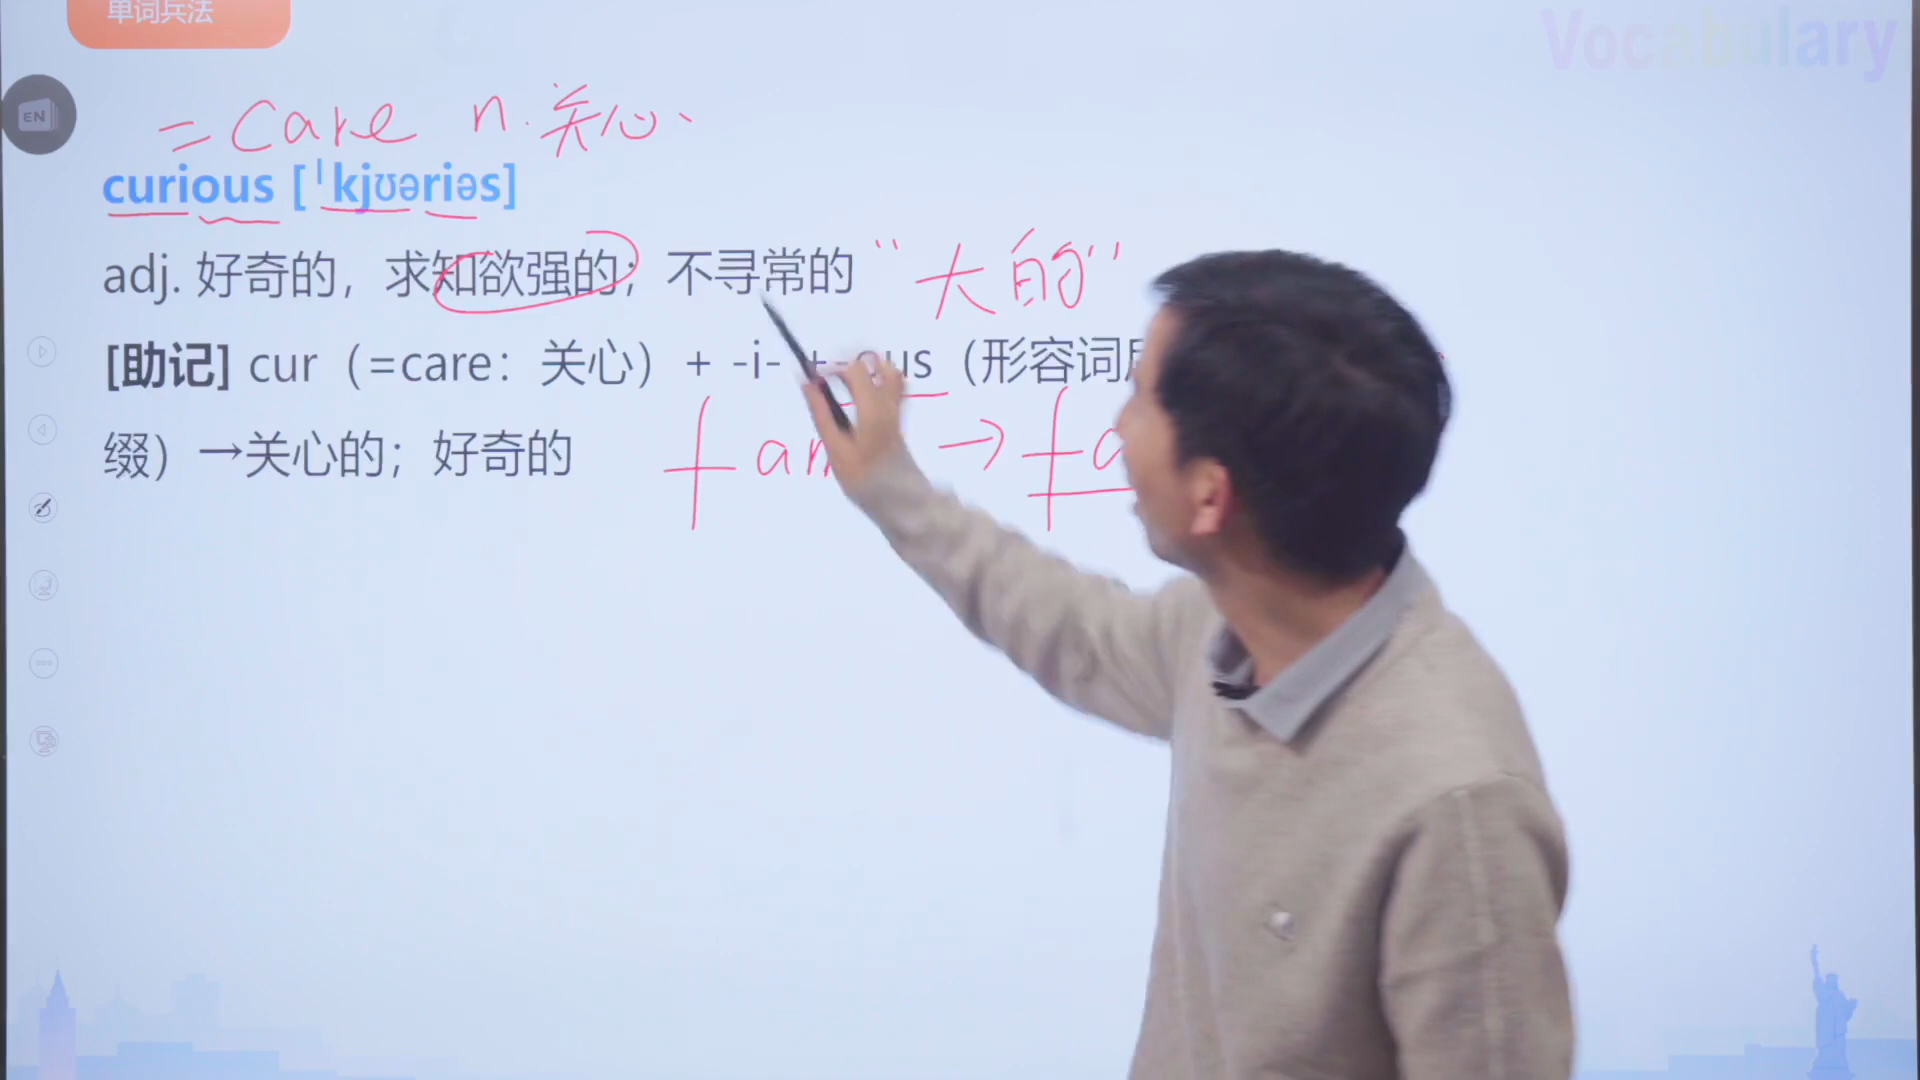 单词兵法
Vocabulary
EN
= care n. 关心、
curious [ˈkjʊəriəs]
adj. 好奇的，求知欲强的；不寻常的 “大的”
[助记] cur（=care：关心）+ -i- + -ous（形容词
缀）→关心的；好奇的